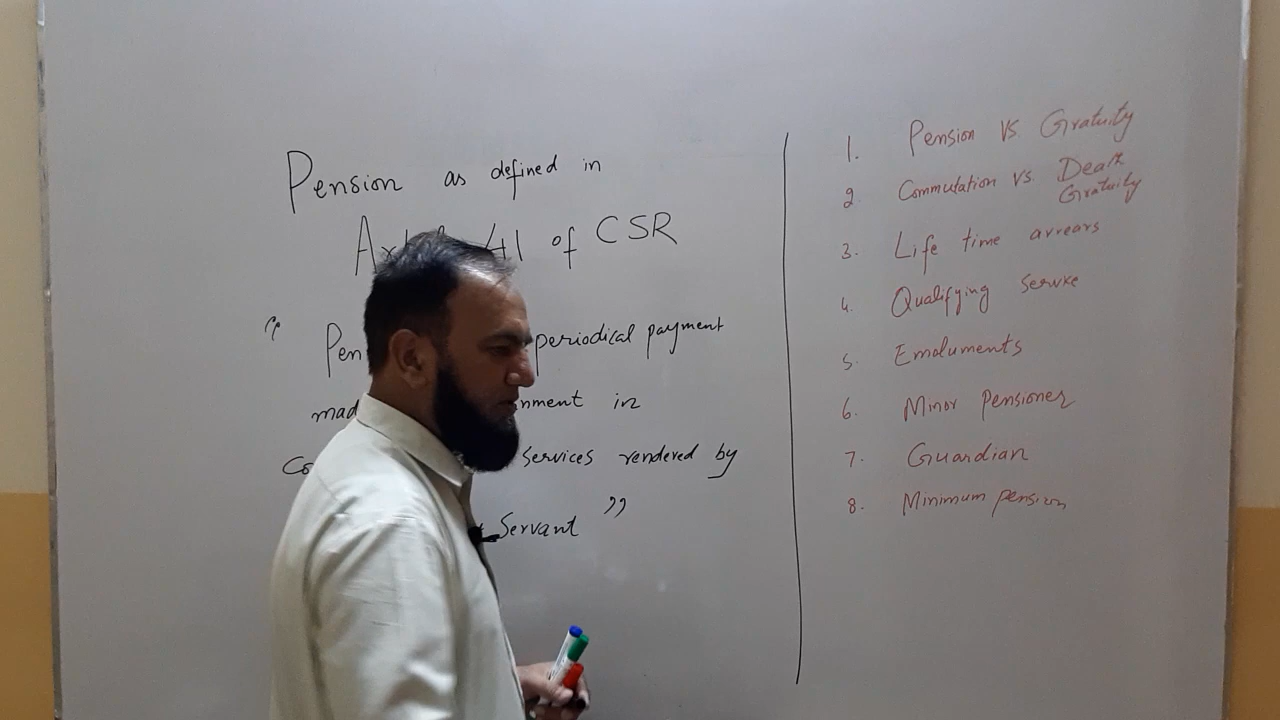 Pension as defined in
41 of CSR
“ periodical payment
in
services rendered by
Servant ”
1. Pension VS. Gratuity
2 Commutation VS. Death
Gratuity
3. Life time arrears
4. Qualifying Service
5. Emoluments
6. Minor Pensioner
7. Guardian
8. Minimum pension